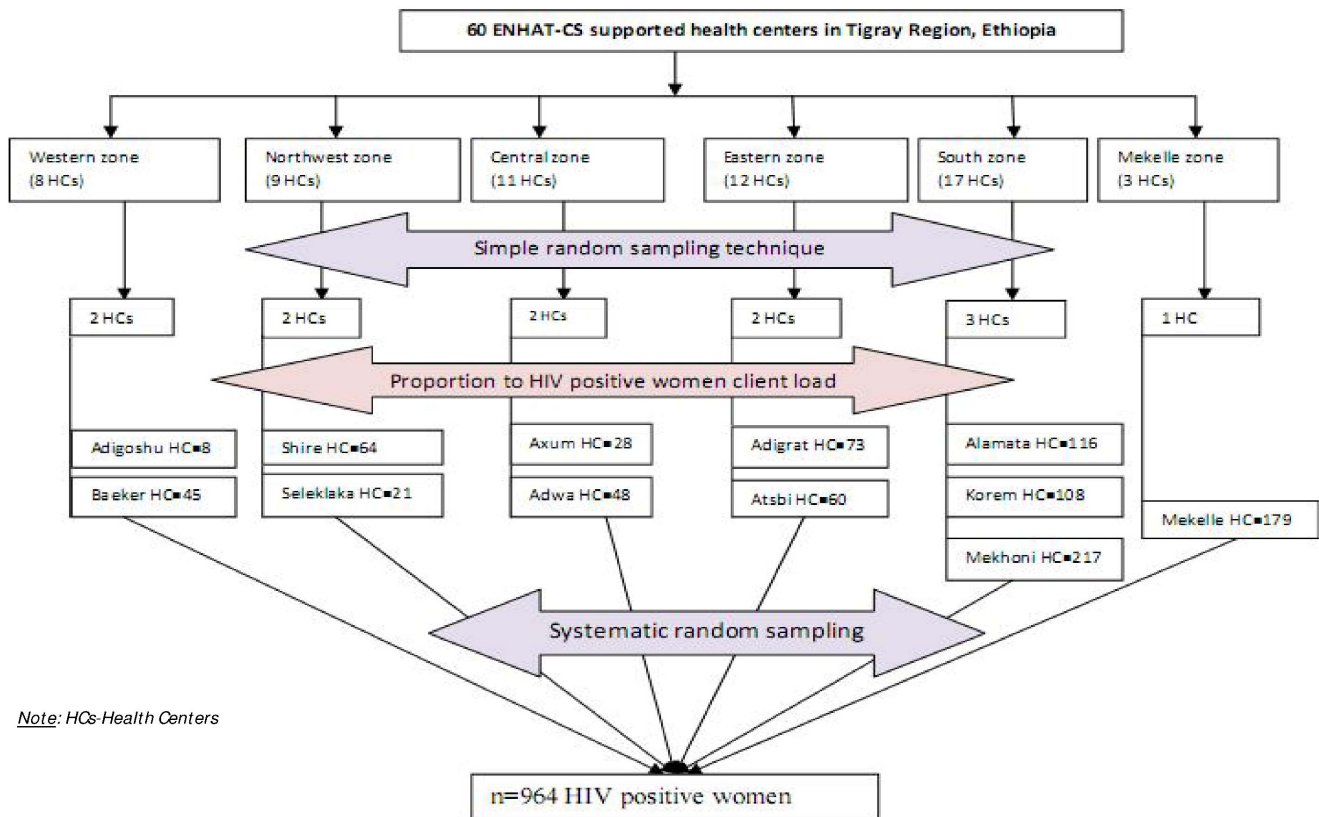 60 ENHAT-CS supported health centers in Tigray Region, Ethiopia
Western zone
(8 HCs)
Northwest zone
(9 HCs)
Central zone
(11 HCs)
Eastern zone
(12 HCs)
South zone
(17 HCs)
Mekelle zone
(3 HCs)
Simple random sampling technique
2 HCs
2 HCs
2 HCs
2 HCs
3 HCs
1 HC
Proportion to HIV positive women client load
Adigoshu HC=8
Shire HC=64
Axum HC=28
Adigrat HC=73
Alamata HC=116
Baeker HC=45
Seleklaka HC=21
Adwa HC=48
Atsbi HC=60
Korem HC=108
Mekelle HC=179
Mekhoni HC=217
Systematic random sampling
Note: HCs-Health Centers
n=964 HIV positive women